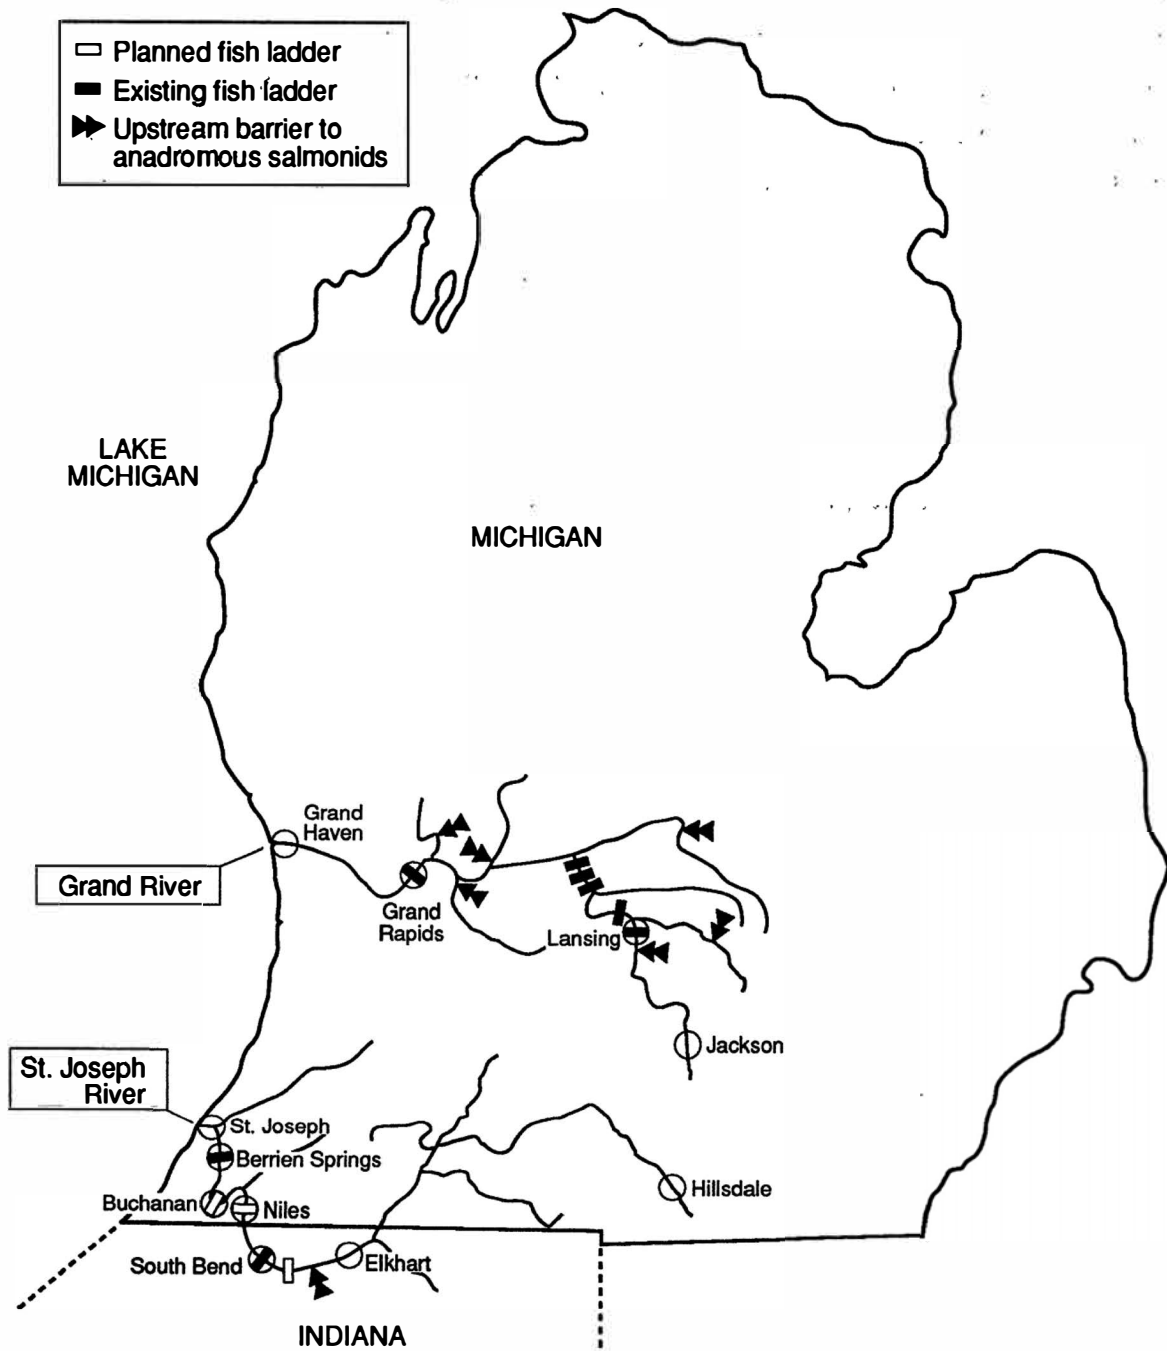 Planned fish ladder
Existing fish ladder
Upstream barrier to
anadromous salmonids
LAKE
MICHIGAN
MICHIGAN
Grand
Haven
Grand River
Grand
Rapids
Lansing
Jackson
St. Joseph
River
St. Joseph
Berrien Springs
Buchanan
Niles
Hillsdale
South Bend
Elkhart
INDIANA